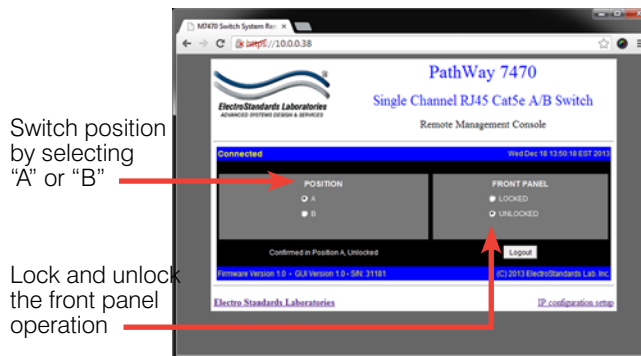 M7470 Switch System Rem
https://10.0.0.38
ElectroStandards Laboratories
ADVANCED SYSTEMS DESIGN & SERVICES
PathWay 7470
Single Channel RJ45 Cat5e A/B Switch
Remote Management Console
Switch position
by selecting
“A” or “B”
Connected
Wed Dec 18 13:50:18 EST 2013
POSITION
A
B
FRONT PANEL
LOCKED
UNLOCKED
Confirmed in Position A, Unlocked
Logout
Lock and unlock
the front panel
operation
Firmware Version 1.0 - GUI Version 1.0 - S/N: 31181
(C) 2013 ElectroStandards Lab. Inc.
Electro Standards Laboratories
IP configuration setup